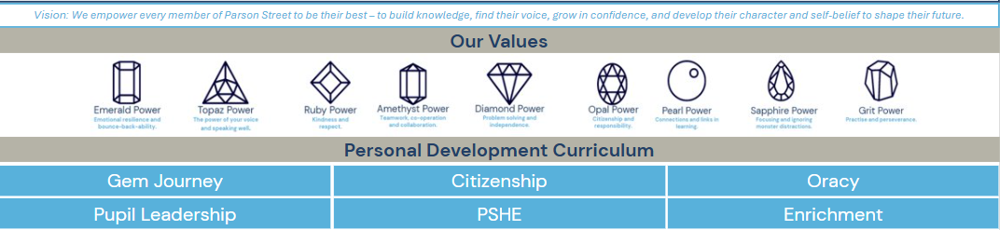 Vision: We empower every member of Parson Street to be their best – to build knowledge, find their voice, grow in confidence, and develop their character and self-belief to shape their future.
Our Values
Emerald Power
Emotional resilience and
bounce-back-ability.
Topaz Power
The power of your voice
and speaking well.
Ruby Power
Kindness and
respect.
Amethyst Power
Teamwork, co-operation
and collaboration.
Diamond Power
Problem solving and
independence.
Opal Power
Citizenship and
responsibility.
Pearl Power
Connections and links in
learning.
Sapphire Power
Focusing and ignoring
monster distractions.
Grit Power
Practise and perseverance.
Personal Development Curriculum
Gem Journey
Citizenship
Oracy
Pupil Leadership
PSHE
Enrichment